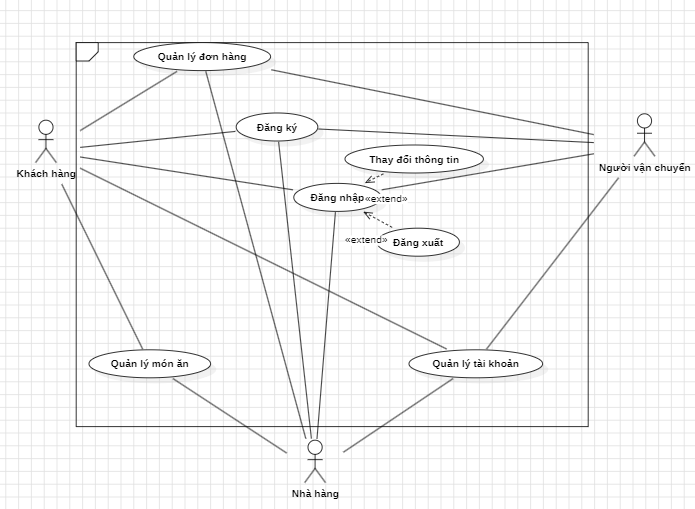 Quản lý đơn hàng
Đăng ký
Thay đổi thông tin
Khách hàng
Người vận chuyển
Đăng nhập
«extend»
«extend»
Đăng xuất
Quản lý món ăn
Quản lý tài khoản
Nhà hàng